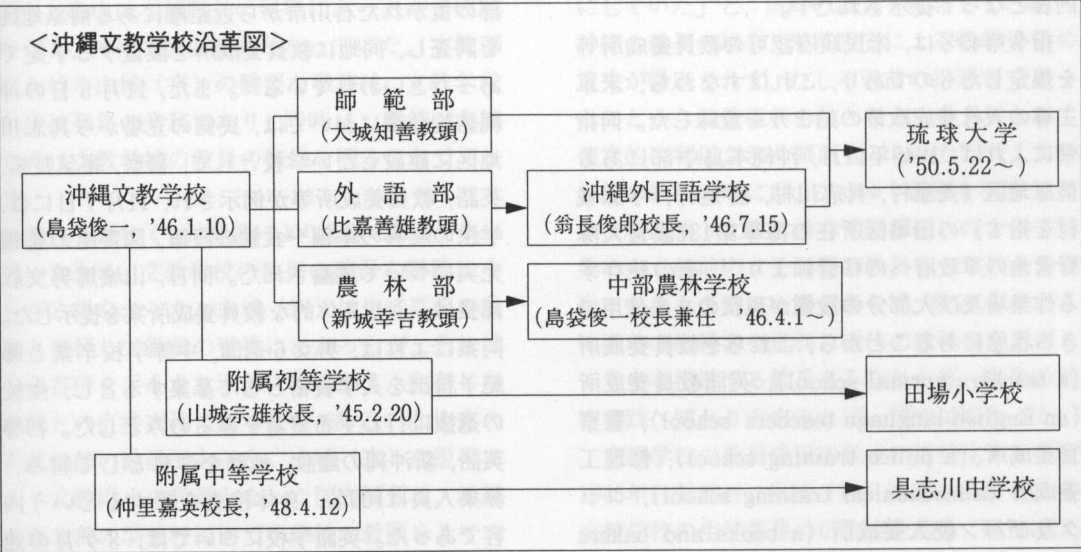 ＜沖縄文教学校沿革図＞
師範部
(大城知善教頭)
琉球大学
('50.5.22～)
沖縄文教学校
(島袋俊一、'46.1.10)
外語部
(比嘉善雄教頭)
沖縄外国語学校
(翁長俊郎校長、'46.7.15)
農林部
(新城幸吉教頭)
中部農林学校
(島袋俊一校長兼任、'46.4.1～)
附属初等学校
(山城宗雄校長、'45.2.20)
田場小学校
附属中等学校
(仲里嘉英校長、'48.4.12)
具志川中学校